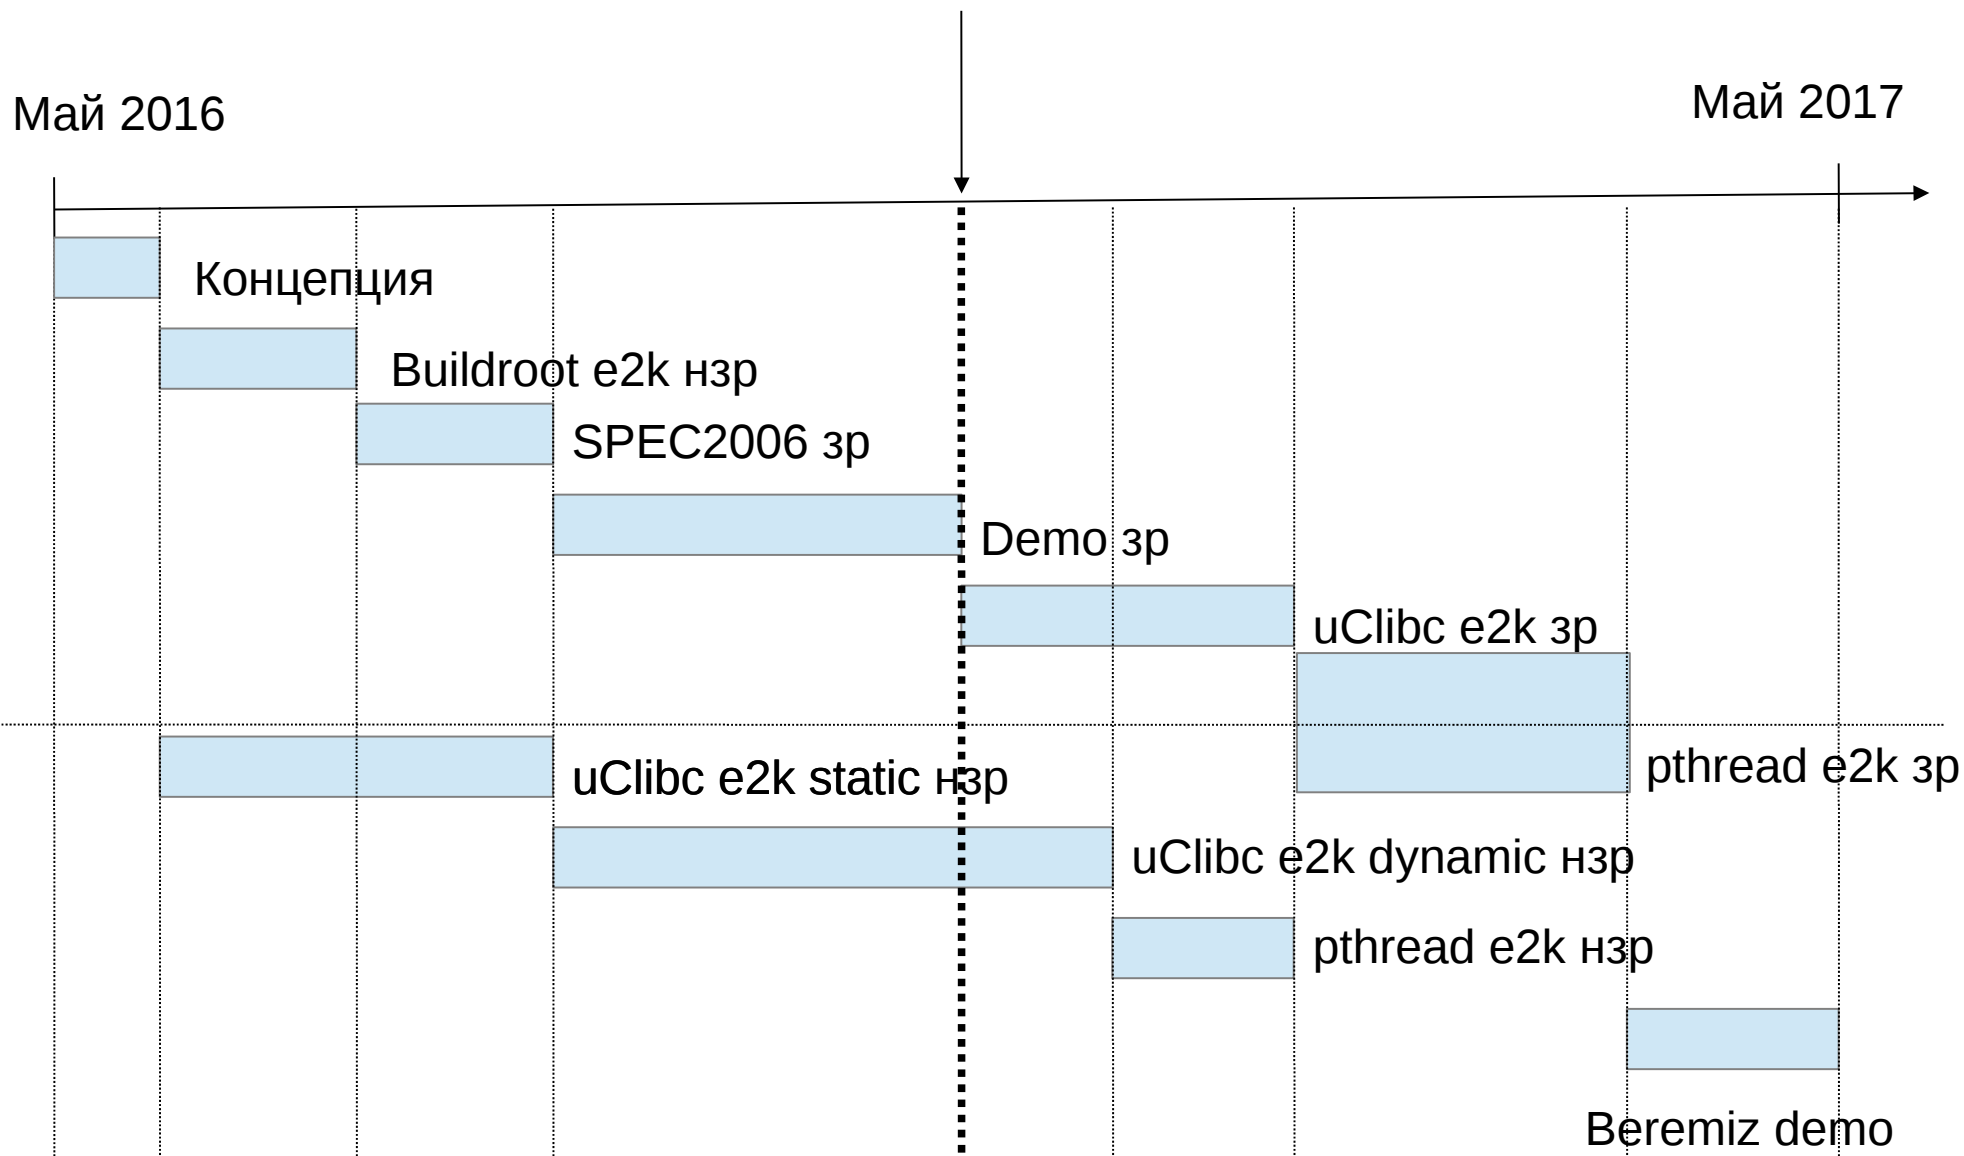 Май 2016
Май 2017
Концепция
Buildroot e2k нзр
SPEC2006 зр
Demo зр
uClibc e2k зр
pthread e2k зр
uClibc e2k static нзр
uClibc e2k dynamic нзр
pthread e2k нзр
Beremiz demo